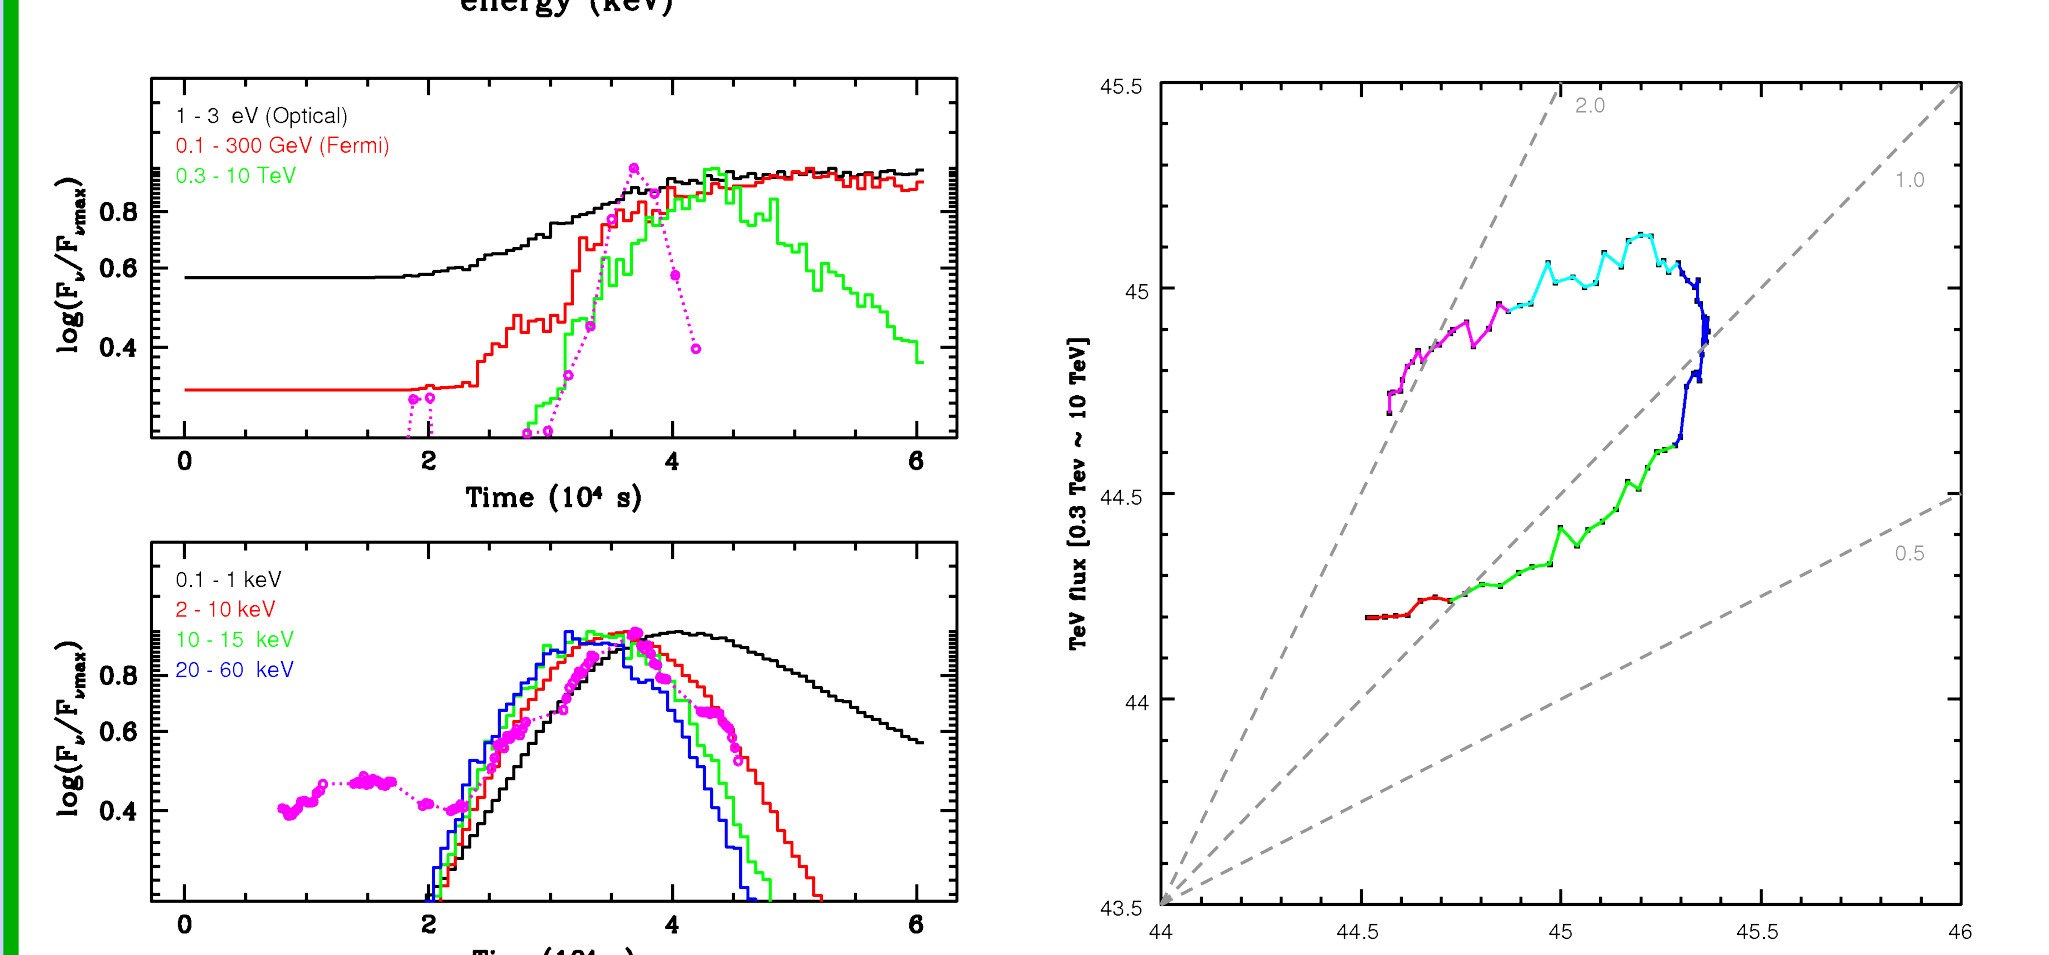 energy (keV)
1 - 3 eV (Optical)
0.1 - 300 GeV (Fermi)
0.3 - 10 TeV
log(Fν/Fνmax)
0.8
0.6
0.4
0 2 4 6
Time (10⁴ s)
0.1 - 1 keV
2 - 10 keV
10 - 15 keV
20 - 60 keV
log(Fν/Fνmax)
0.8
0.6
0.4
0 2 4 6
Time (10⁴ s)
TeV flux [0.3 Tev ~ 10 TeV]
45.5
45
44.5
44
43.5
2.0
1.0
0.5
44 44.5 45 45.5 46